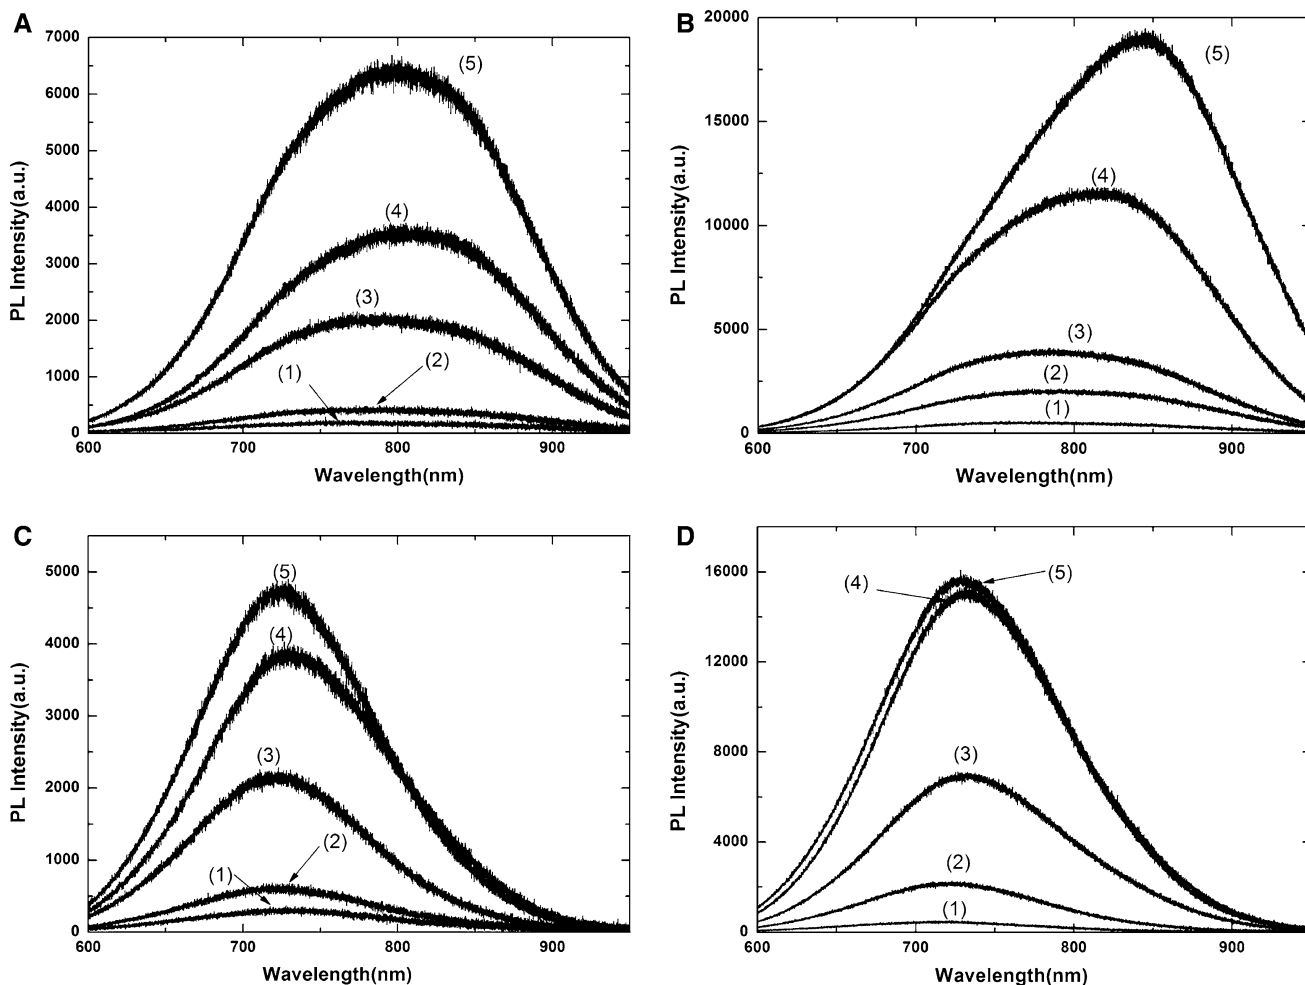 A
7000
6000
5000
4000
3000
2000
1000
0
PL Intensity(a.u.)
(5)
(4)
(3)
(2)
(1)
600 700 800 900
Wavelength(nm)
B
20000
15000
10000
5000
0
PL Intensity(a.u.)
(5)
(4)
(3)
(2)
(1)
600 700 800 900
Wavelength(nm)
C
5000
4000
3000
2000
1000
0
PL Intensity(a.u.)
(5)
(4)
(3)
(2)
(1)
600 700 800 900
Wavelength(nm)
D
16000
12000
8000
4000
0
PL Intensity(a.u.)
(4) (5)
(3)
(2)
(1)
600 700 800 900
Wavelength(nm)